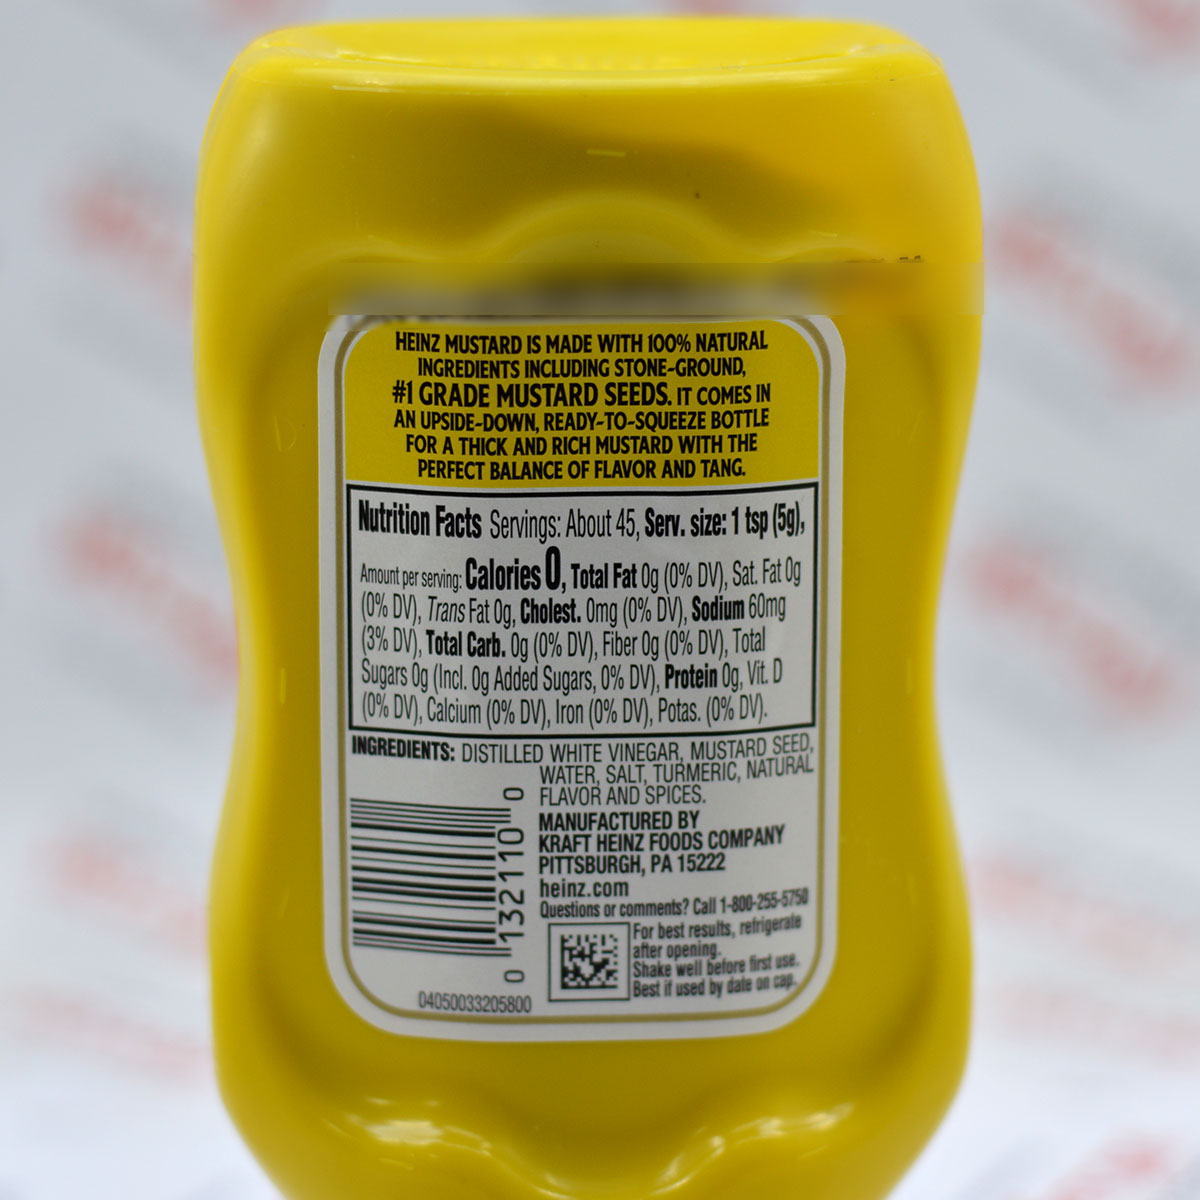 HEINZ MUSTARD IS MADE WITH 100% NATURAL
INGREDIENTS INCLUDING STONE-GROUND,
#1 GRADE MUSTARD SEEDS. IT COMES IN
AN UPSIDE-DOWN, READY-TO-SQUEEZE BOTTLE
FOR A THICK AND RICH MUSTARD WITH THE
PERFECT BALANCE OF FLAVOR AND TANG.
Nutrition Facts Servings: About 45, Serv. size: 1 tsp (5g),
Amount per serving: Calories 0, Total Fat 0g (0% DV), Sat. Fat 0g
(0% DV), Trans Fat 0g, Cholest. 0mg (0% DV), Sodium 60mg
(3% DV), Total Carb. 0g (0% DV), Fiber 0g (0% DV), Total
Sugars 0g (Incl. 0g Added Sugars, 0% DV), Protein 0g, Vit. D
(0% DV), Calcium (0% DV), Iron (0% DV), Potas. (0% DV).
INGREDIENTS: DISTILLED WHITE VINEGAR, MUSTARD SEED,
WATER, SALT, TURMERIC, NATURAL
FLAVOR AND SPICES.
MANUFACTURED BY
KRAFT HEINZ FOODS COMPANY
PITTSBURGH, PA 15222
heinz.com
Questions or comments? Call 1-800-255-5750
For best results, refrigerate
after opening.
Shake well before first use.
Best if used by date on cap.
0 132110 0
04050033205800